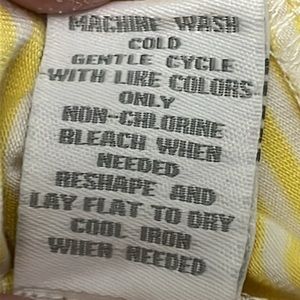 MACHINE WASH
COLD
GENTLE CYCLE
WITH LIKE COLORS
ONLY
NON-CHLORINE
BLEACH WHEN
NEEDED
RESHAPE AND
LAY FLAT TO DRY
COOL IRON
WHEN NEEDED